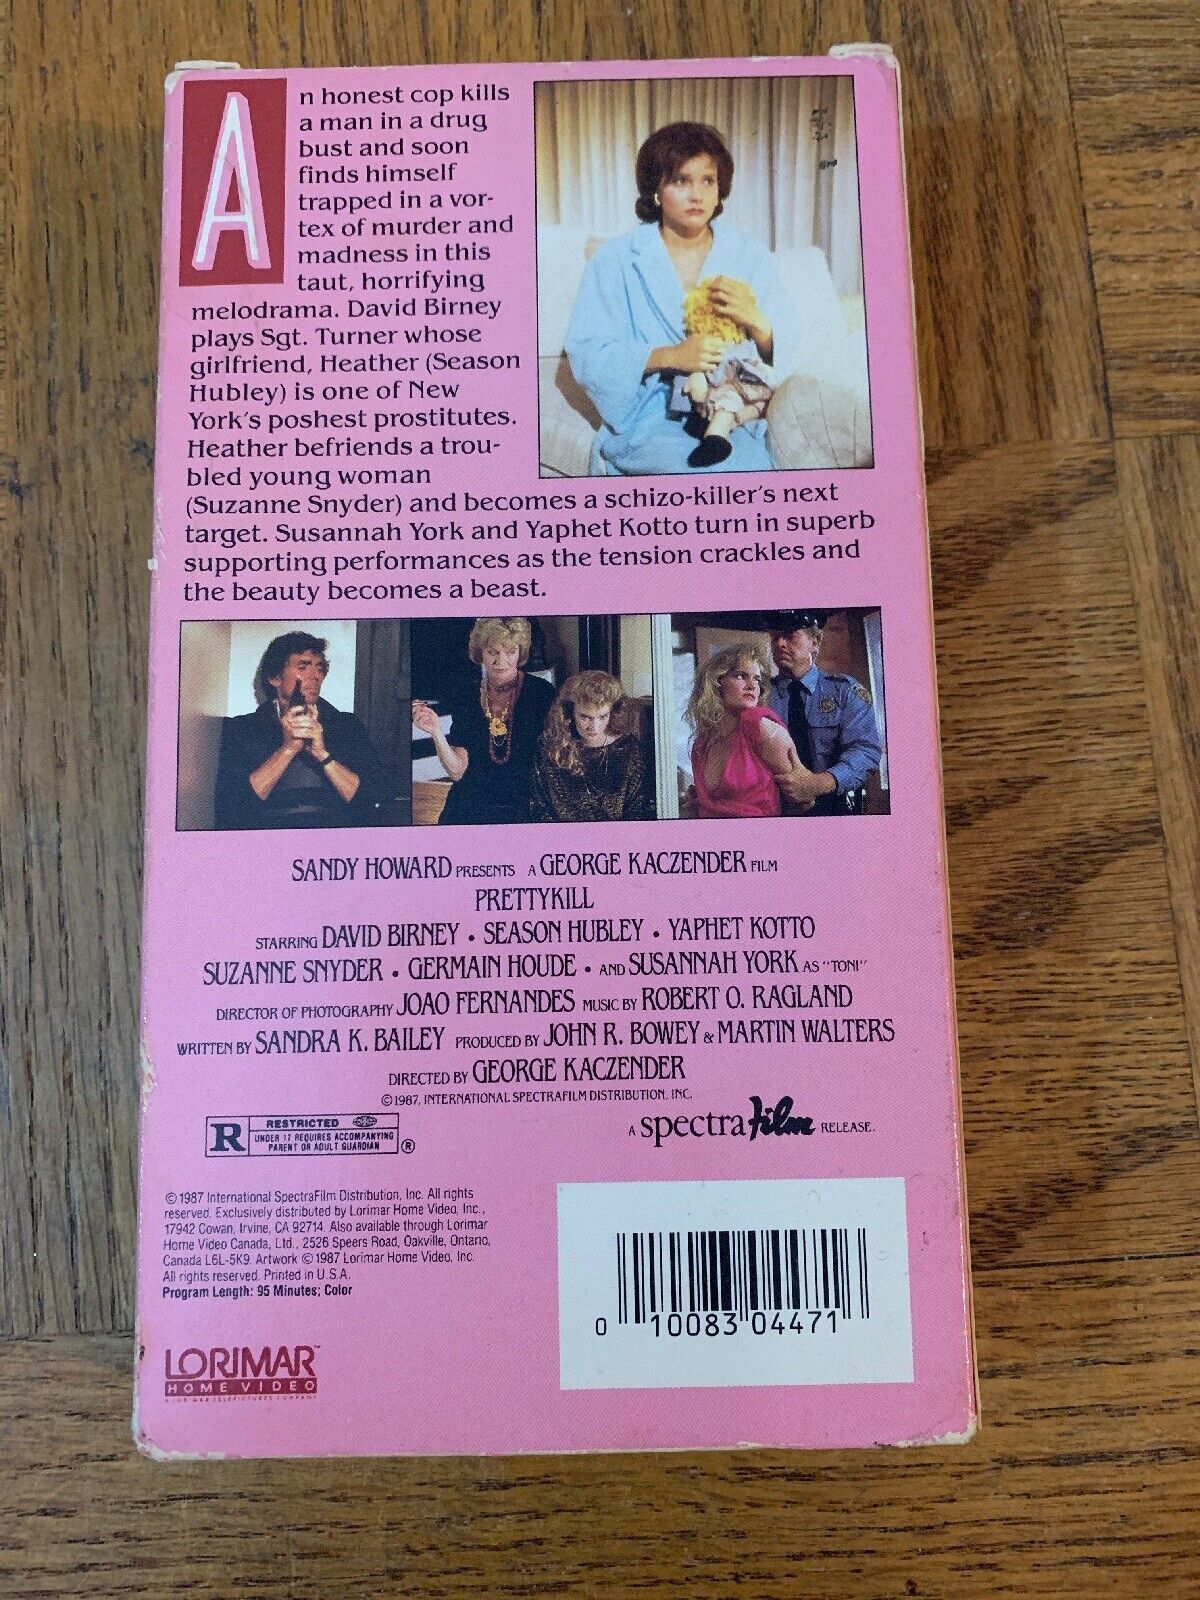 An honest cop kills
a man in a drug
bust and soon
finds himself
trapped in a vor-
tex of murder and
madness in this
taut, horrifying
melodrama. David Birney
plays Sgt. Turner whose
girlfriend, Heather (Season
Hubley) is one of New
York's poshest prostitutes.
Heather befriends a trou-
bled young woman
(Suzanne Snyder) and becomes a schizo-killer's next
target. Susannah York and Yaphet Kotto turn in superb
supporting performances as the tension crackles and
the beauty becomes a beast.
SANDY HOWARD PRESENTS A GEORGE KACZENDER FILM
PRETTYKILL
STARRING DAVID BIRNEY • SEASON HUBLEY • YAPHET KOTTO
SUZANNE SNYDER • GERMAIN HOUDE • AND SUSANNAH YORK AS "TONI"
DIRECTOR OF PHOTOGRAPHY JOAO FERNANDES MUSIC BY ROBERT O. RAGLAND
WRITTEN BY SANDRA K. BAILEY PRODUCED BY JOHN R. BOWEY & MARTIN WALTERS
DIRECTED BY GEORGE KACZENDER
©1987, INTERNATIONAL SPECTRAFILM DISTRIBUTION, INC.
R RESTRICTED ®
UNDER 17 REQUIRES ACCOMPANYING
PARENT OR ADULT GUARDIAN
A spectrafilm RELEASE.
©1987 International SpectraFilm Distribution, Inc. All rights
reserved. Exclusively distributed by Lorimar Home Video, Inc.,
17942 Cowan, Irvine, CA 92714. Also available through Lorimar
Home Video Canada, Ltd., 2526 Speers Road, Oakville, Ontario,
Canada L6L-5K9. Artwork ©1987 Lorimar Home Video, Inc.
All rights reserved. Printed in U.S.A.
Program Length: 95 Minutes; Color
LORIMAR™
HOME VIDEO
0 10083 04471